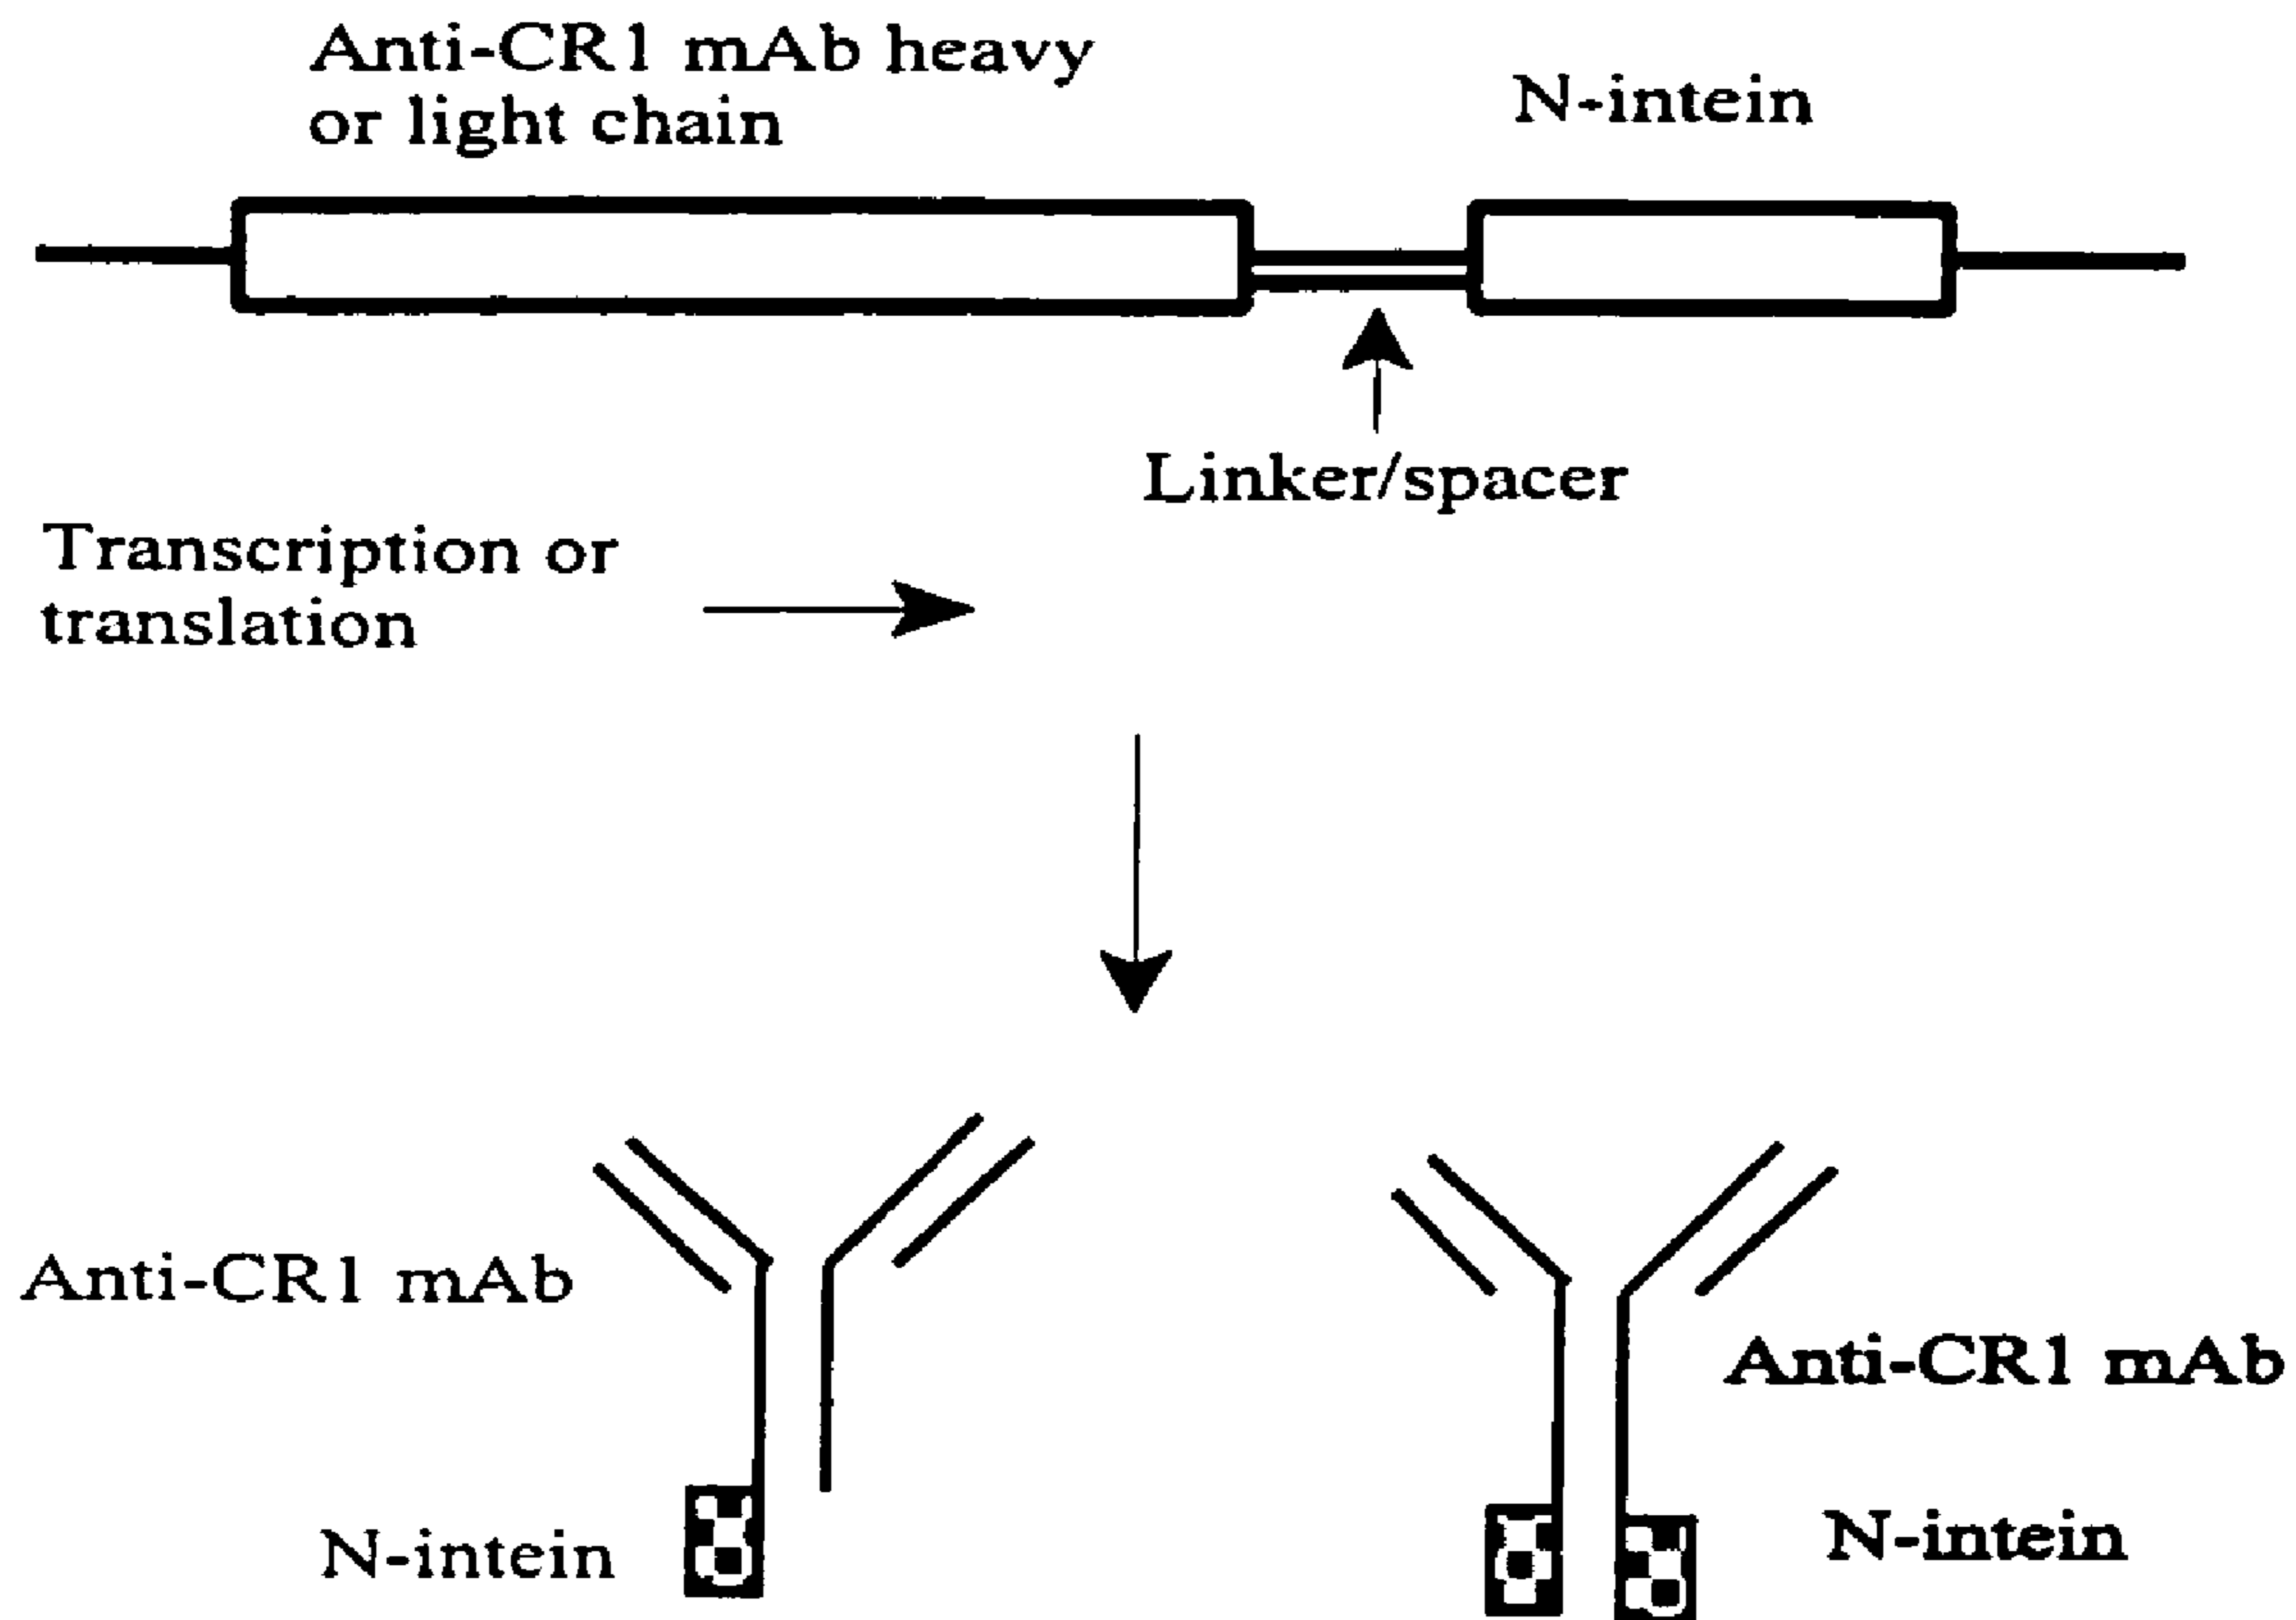 Anti-CR1 mAb heavy
or light chain
N-intein
Linker/spacer
Transcription or
translation
Anti-CR1 mAb
Anti-CR1 mAb
N-intein
N-intein